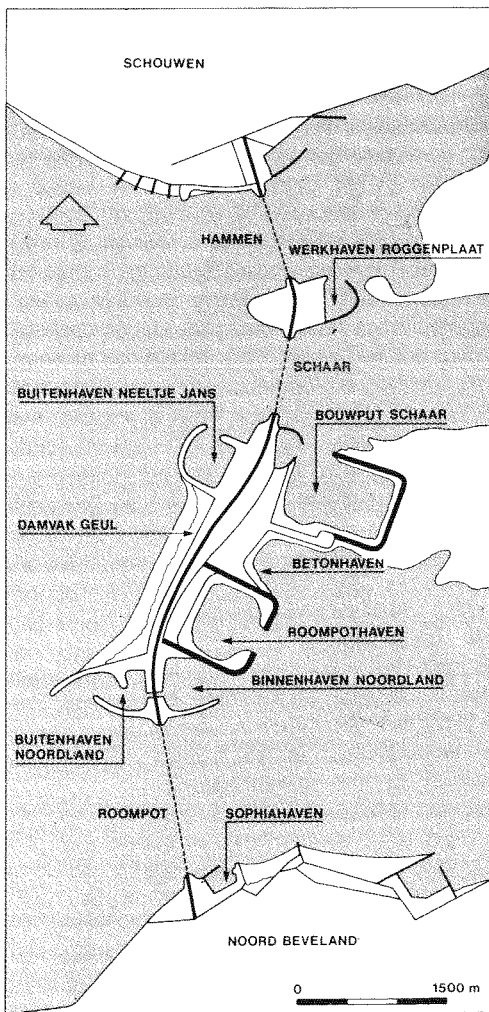 SCHOUWEN
HAMMEN
WERKHAVEN ROGGENPLAAT
SCHAAR
BUITENHAVEN NEELTJE JANS
BOUWPUT SCHAAR
DAMVAK GEUL
BETONHAVEN
ROOMPOTHAVEN
BINNENHAVEN NOORDLAND
BUITENHAVEN
NOORDLAND
ROOMPOT
SOPHIAHAVEN
NOORD BEVELAND
0 1500 m